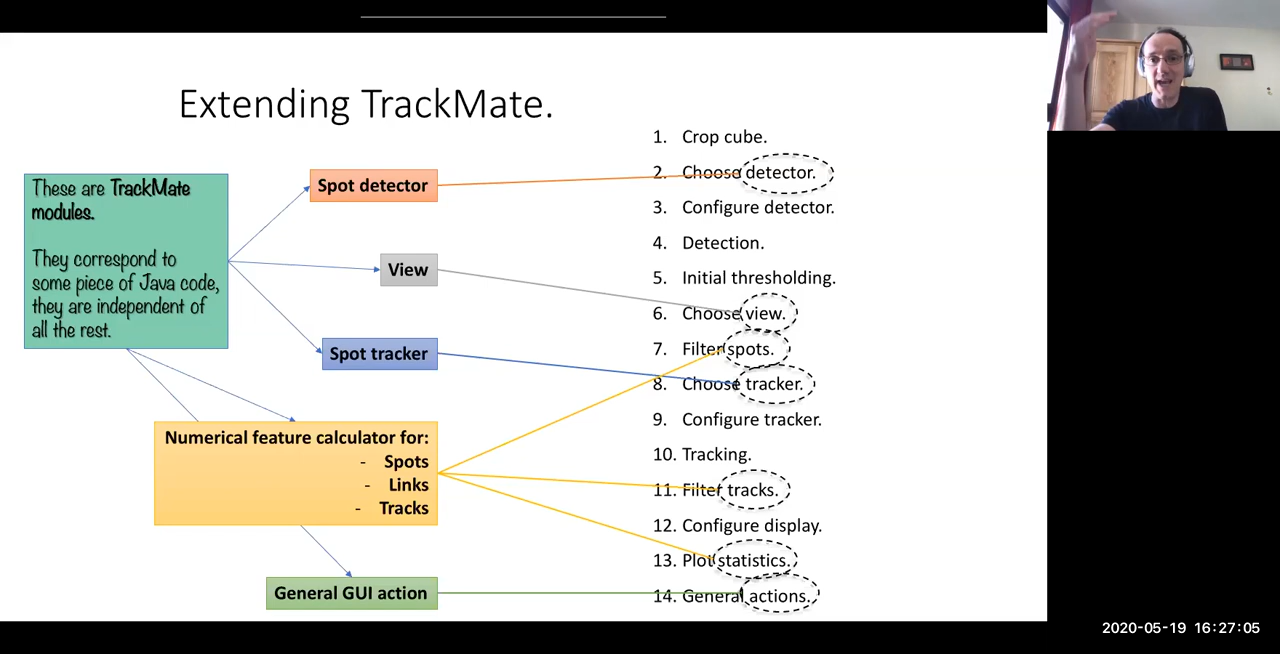 Extending TrackMate.
These are TrackMate
modules.
They correspond to
some piece of Java code,
they are independent of
all the rest.
Spot detector
View
Spot tracker
Numerical feature calculator for:
- Spots
- Links
- Tracks
General GUI action
1. Crop cube.
2. Choose detector.
3. Configure detector.
4. Detection.
5. Initial thresholding.
6. Choose view.
7. Filter spots.
8. Choose tracker.
9. Configure tracker.
10. Tracking.
11. Filter tracks.
12. Configure display.
13. Plot statistics.
14. General actions.
2020-05-19 16:27:05